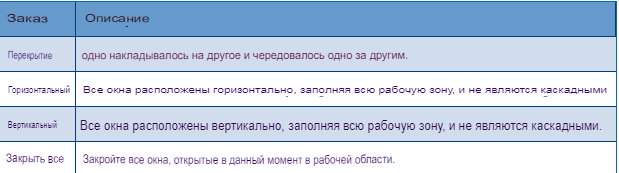 Заказ Описание
Перекрытие одно накладывалось на другое и чередовалось одно за другим.
Горизонтальный Все окна расположены горизонтально, заполняя всю рабочую зону, и не являются каскадными
Вертикальный Все окна расположены вертикально, заполняя всю рабочую зону, и не являются каскадными.
Закрыть все Закройте все окна, открытые в данный момент в рабочей области.